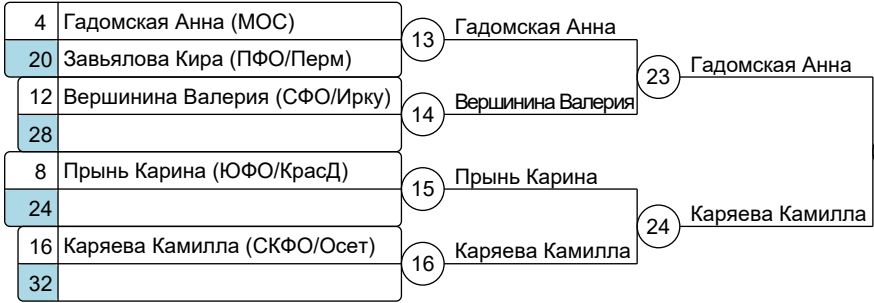 4 Гадомская Анна (МОС)
20 Завьялова Кира (ПФО/Перм)
12 Вершинина Валерия (СФО/Ирку)
28
8 Прынь Карина (ЮФО/КрасД)
24
16 Каряева Камилла (СКФО/Осет)
32
13 Гадомская Анна
14 Вершинина Валерия
15 Прынь Карина
16 Каряева Камилла
23 Гадомская Анна
24 Каряева Камилла